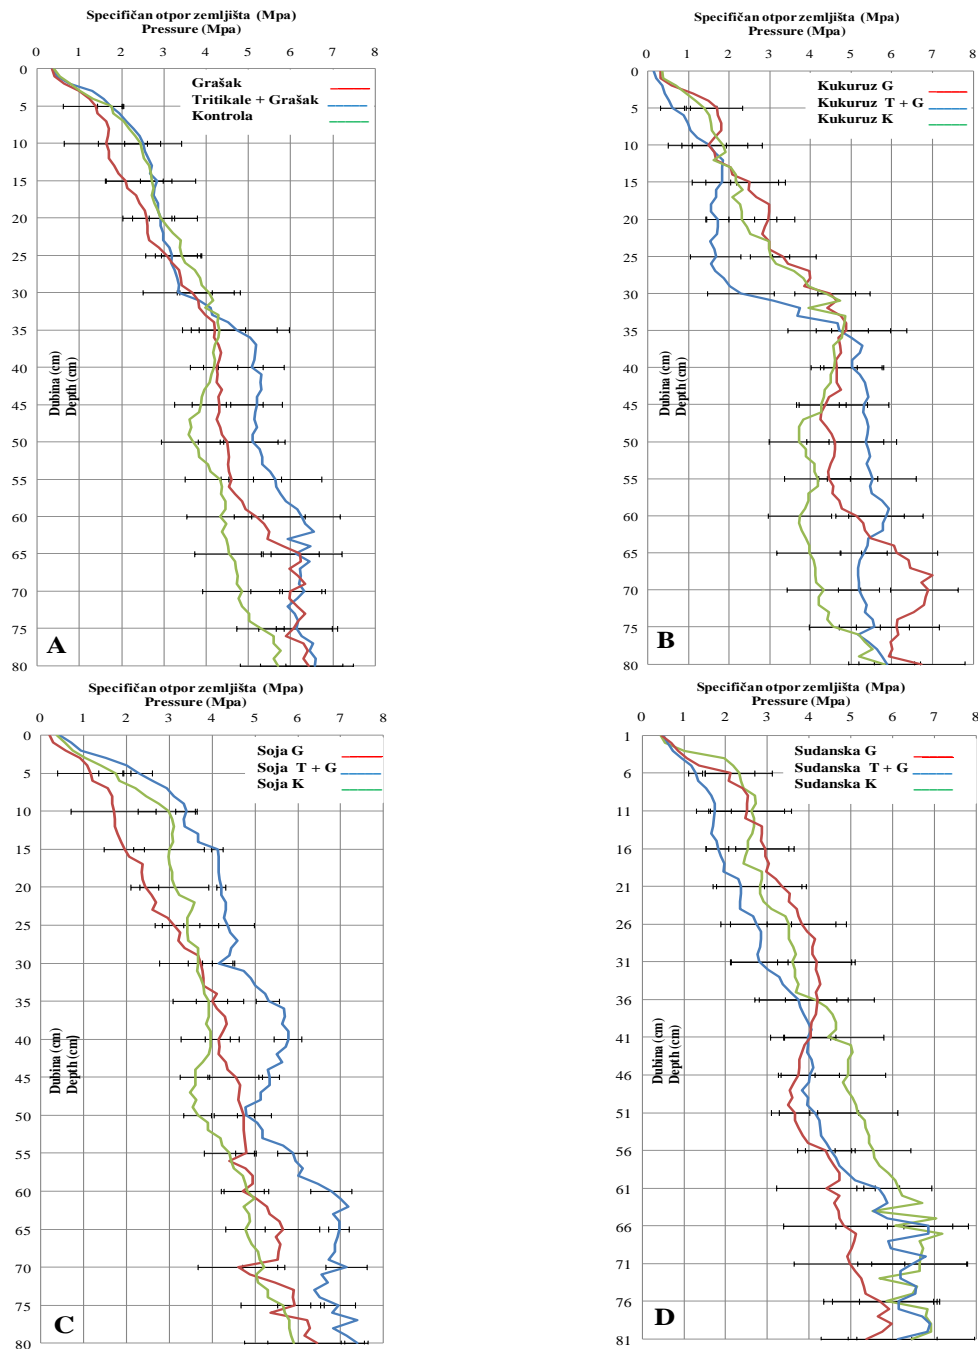 Specifičan otpor zemljišta (Mpa)
Pressure (Mpa)
0 1 2 3 4 5 6 7 8
0
5
10
15
20
25
30
35
40
45
50
55
60
65
70
75
80
Grašak
Tritikale + Grašak
Kontrola
Dubina (cm)
Depth (cm)
A
Specifičan otpor zemljišta (Mpa)
Pressure (Mpa)
0 1 2 3 4 5 6 7 8
0
5
10
15
20
25
30
35
40
45
50
55
60
65
70
75
80
Kukuruz G
Kukuruz T + G
Kukuruz K
Dubina (cm)
Depth (cm)
B
Specifičan otpor zemljišta (Mpa)
Pressure (Mpa)
0 1 2 3 4 5 6 7 8
0
5
10
15
20
25
30
35
40
45
50
55
60
65
70
75
80
Soja G
Soja T + G
Soja K
Dubina (cm)
Depth (cm)
C
Specifičan otpor zemljišta (Mpa)
Pressure (Mpa)
0 1 2 3 4 5 6 7 8
1
6
11
16
21
26
31
36
41
46
51
56
61
66
71
76
81
Sudanska G
Sudanska T + G
Sudanska K
Dubina (cm)
Depth (cm)
D